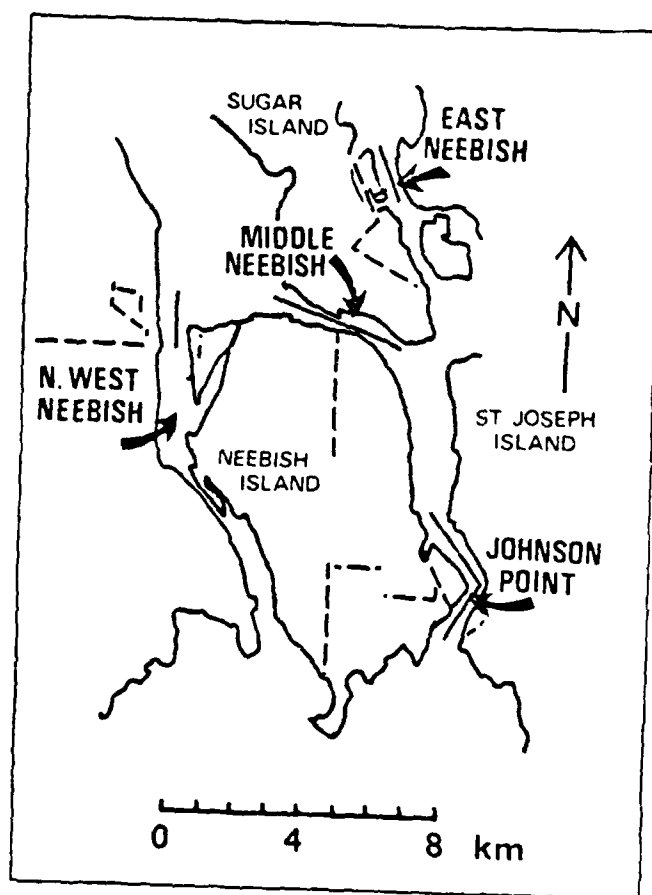 SUGAR
ISLAND
EAST
NEEBISH
MIDDLE
NEEBISH
N
N. WEST
NEEBISH
ST JOSEPH
ISLAND
NEEBISH
ISLAND
JOHNSON
POINT
0 4 8 km